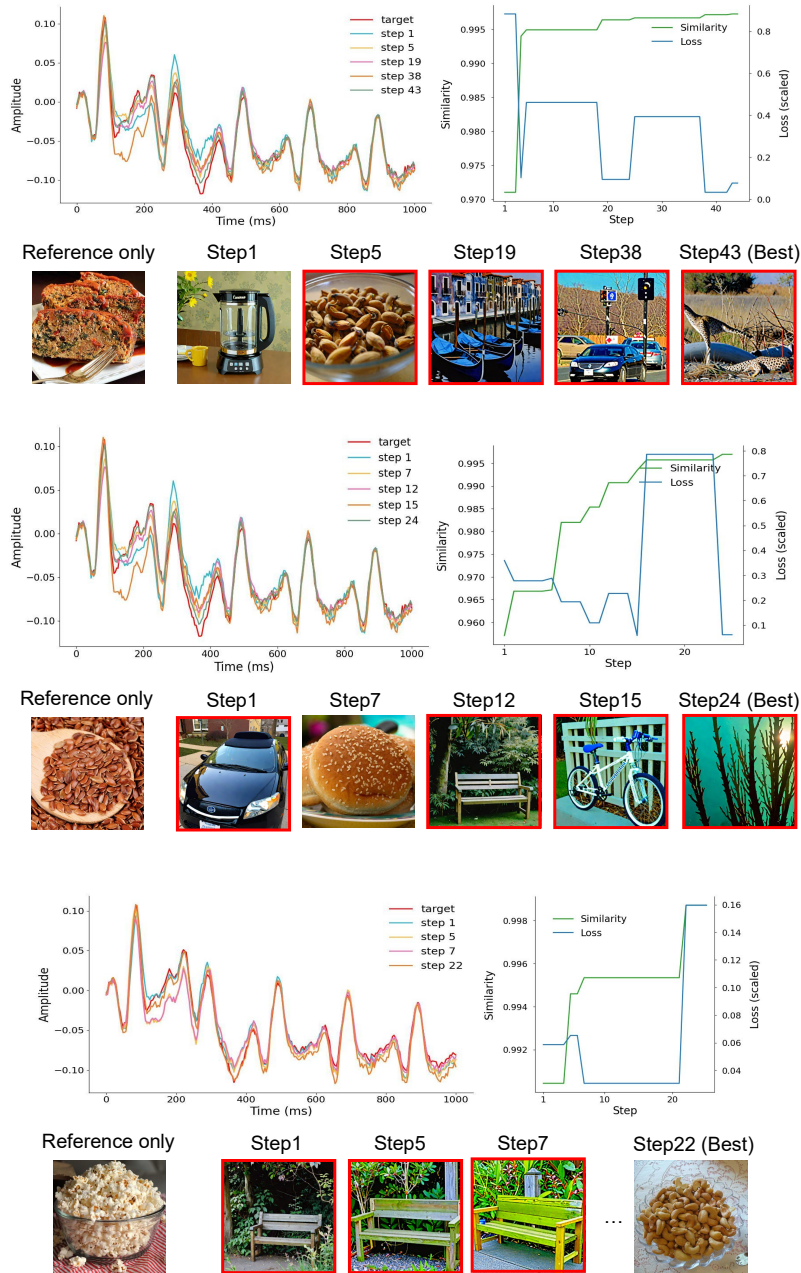 0.10
0.05
0.00
−0.05
−0.10
Amplitude
0
200
400
600
800
1000
Time (ms)
target
step 1
step 5
step 19
step 38
step 43
0.995
0.990
0.985
0.980
0.975
0.970
Similarity
1
10
20
30
40
Step
Similarity
Loss
0.8
0.6
0.4
0.2
0.0
Loss (scaled)
Reference only
Step1
Step5
Step19
Step38
Step43 (Best)
0.10
0.05
0.00
−0.05
−0.10
Amplitude
0
200
400
600
800
1000
Time (ms)
target
step 1
step 7
step 12
step 15
step 24
0.995
0.990
0.985
0.980
0.975
0.970
0.965
0.960
Similarity
1
10
20
Step
Similarity
Loss
0.8
0.7
0.6
0.5
0.4
0.3
0.2
0.1
Loss (scaled)
Reference only
Step1
Step7
Step12
Step15
Step24 (Best)
0.10
0.05
0.00
−0.05
−0.10
Amplitude
0
200
400
600
800
1000
Time (ms)
target
step 1
step 5
step 7
step 22
0.998
0.996
0.994
0.992
Similarity
1
10
20
Step
Similarity
Loss
0.16
0.14
0.12
0.10
0.08
0.06
0.04
Loss (scaled)
Reference only
Step1
Step5
Step7
Step22 (Best)
...